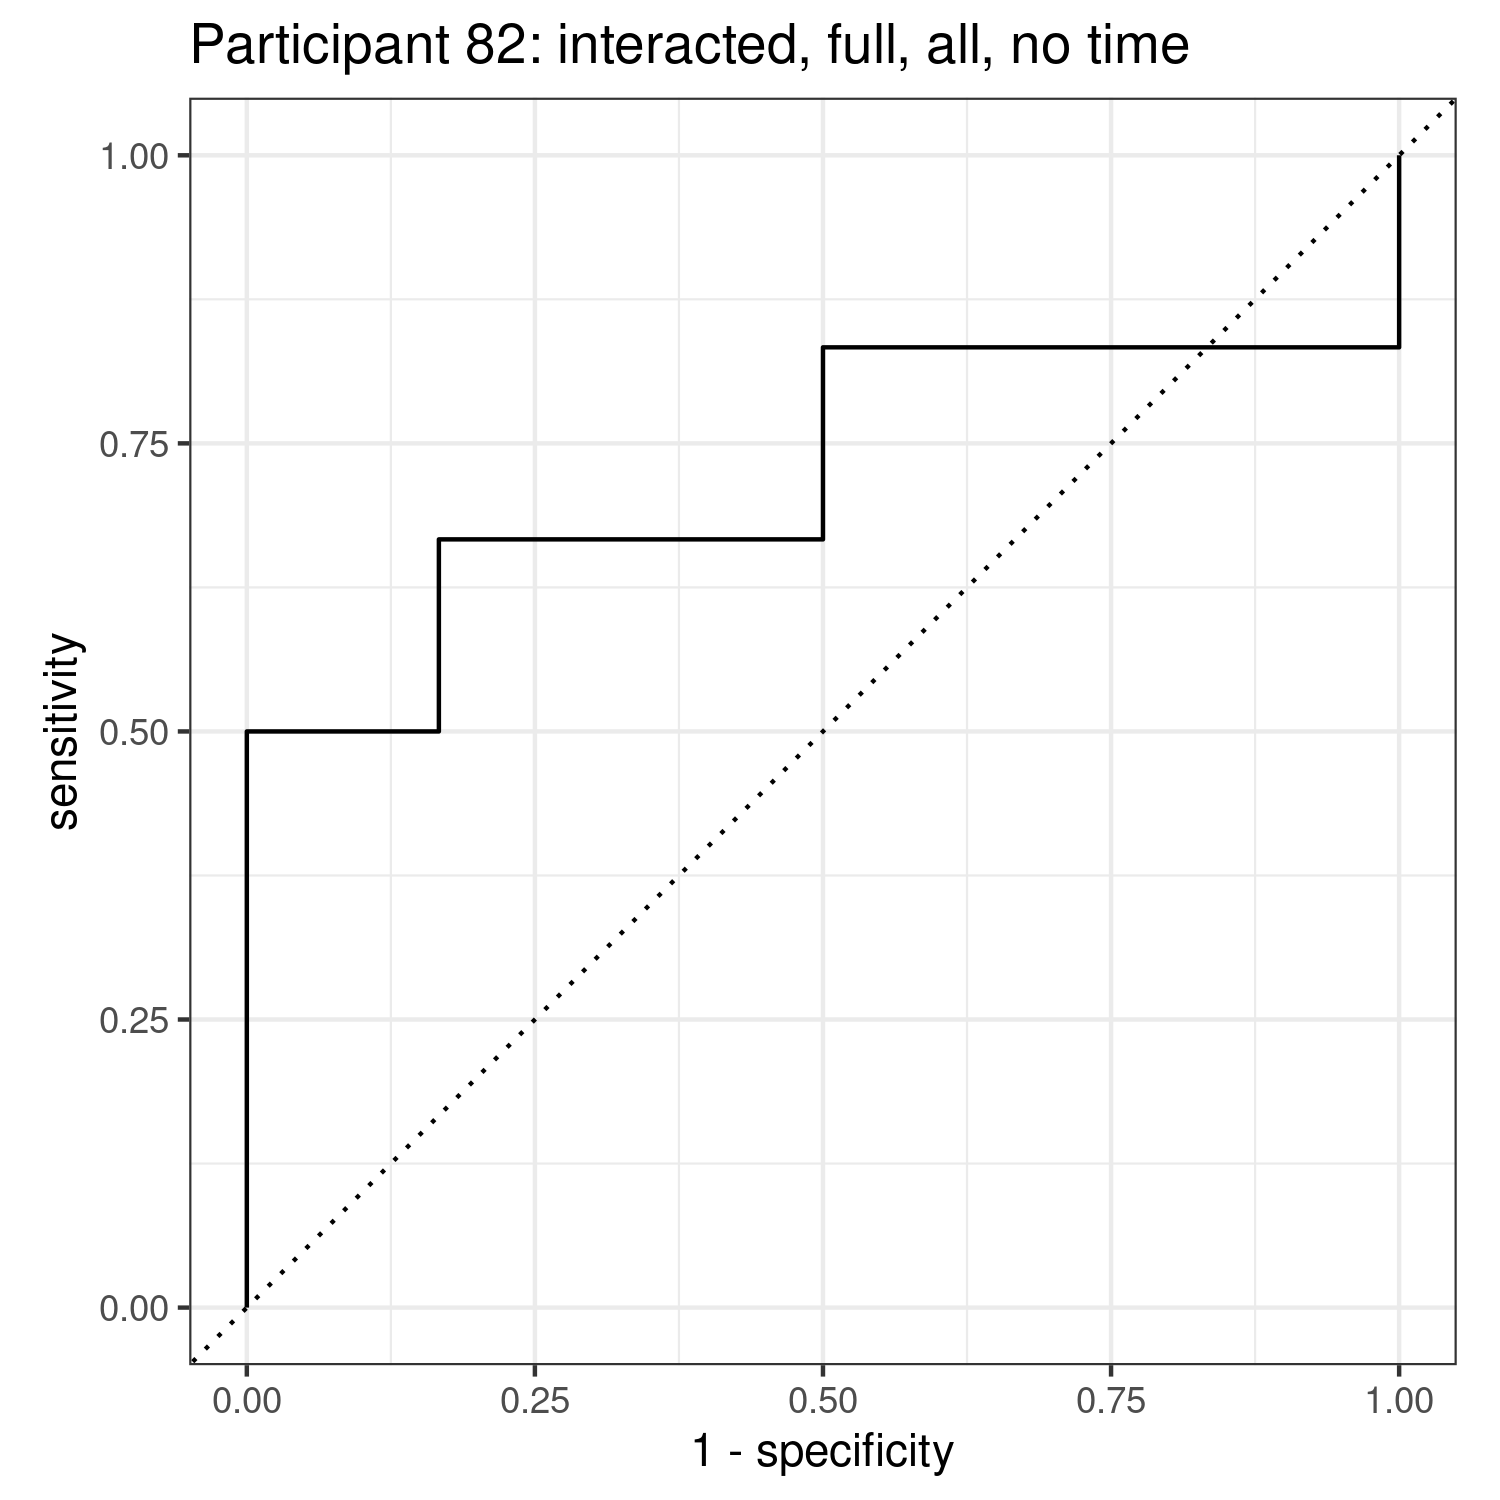 Participant 82: interacted, full, all, no time
1.00
0.75
0.50
0.25
0.00
sensitivity
0.00 0.25 0.50 0.75 1.00
1 - specificity